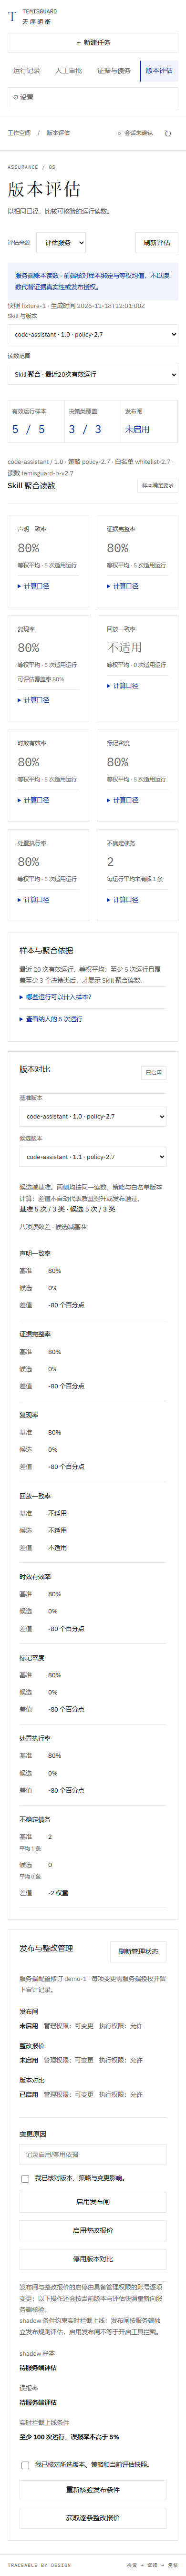 T TEMISGUARD
天序明衡
+ 新建任务
运行记录 人工审批 证据与债务 版本评估
⚙ 设置
工作空间 / 版本评估 会话未确认 ↻
ASSURANCE / 05
版本评估
以相同口径，比较可核验的运行读数。
评估来源 评估服务 刷新评估
服务端账本读数 · 前端核对样本绑定与等权均值，不以读
数代替证据真实性或发布授权。
快照 fixture-1 · 生成时间 2026-11-18T12:01:00Z
Skill 与版本
code-assistant · 1.0 · policy-2.7
读数范围
Skill 聚合 · 最近20次有效运行
有效运行样本 决策类覆盖 发布闸
5 / 5 3 / 3 未启用
code-assistant / 1.0 · 策略 policy-2.7 · 白名单 whitelist-2.7 ·
读数 temisguard-b-v2.7
Skill 聚合读数 样本满足要求
声明一致率 证据完整率
80% 80%
等权平均 · 5 次适用运行 等权平均 · 5 次适用运行
▶ 计算口径 ▶ 计算口径
复现率 回放一致率
80% 不适用
等权平均 · 5 次适用运行 等权平均 · 0 次适用运行
可评估覆盖率 80% ▶ 计算口径
▶ 计算口径
时效有效率 标记密度
80% 80%
等权平均 · 5 次适用运行 等权平均 · 5 次适用运行
▶ 计算口径 ▶ 计算口径
处置执行率 不确定债务
80% 2
等权平均 · 5 次适用运行 每运行平均未消解 1 条
▶ 计算口径 ▶ 计算口径
样本与聚合依据
最近 20 次有效运行，等权平均；至少 5 次运行且覆
盖至少 3 个决策类后，才展示 Skill 聚合读数。
▶ 哪些运行可以计入样本？
▶ 查看纳入的 5 次运行
版本对比 已启用
基准版本
code-assistant · 1.0 · policy-2.7
候选版本
code-assistant · 1.1 · policy-2.7
候选减基准。两侧均按同一读数、策略与白名单版本
计算；差值不自动代表质量提升或发布通过。
基准 5 次 / 3 类 · 候选 5 次 / 3 类
八项读数差 · 候选减基准
声明一致率
基准 80%
候选 0%
差值 -80 个百分点
证据完整率
基准 80%
候选 0%
差值 -80 个百分点
复现率
基准 80%
候选 0%
差值 -80 个百分点
回放一致率
基准 不适用
候选 不适用
差值 不适用
时效有效率
基准 80%
候选 0%
差值 -80 个百分点
标记密度
基准 80%
候选 0%
差值 -80 个百分点
处置执行率
基准 80%
候选 0%
差值 -80 个百分点
不确定债务
基准 2
平均 1 条
候选 0
平均 0 条
差值 -2 权重
发布与整改管理 刷新管理状态
服务端配置修订 demo-1 · 每项变更需服务端授权并留
下审计记录。
发布闸
未启用 管理权限：可变更 执行权限：允许
整改报价
未启用 管理权限：可变更 执行权限：允许
版本对比
已启用 管理权限：可变更 执行权限：允许
变更原因
记录启用/停用依据
我已核对版本、策略与变更影响。
启用发布闸
启用整改报价
停用版本对比
发布闸与整改报价的启停由具备管理权限的账号逐项
变更；以下操作还会按当前版本与评估快照重新向服
务端核验。
shadow 条件约束实时拦截上线；发布闸按服务端独
立发布规则评估，启用发布闸不等于开启工具拦截。
shadow 样本
待服务端评估
误报率
待服务端评估
实时拦截上线条件
至少 100 次运行，误报率不高于 5%
我已核对所选版本、策略和当前评估快照。
重新核验发布条件
获取逐条整改报价
TRACEABLE BY DESIGN 决策 · 证据 · 复核